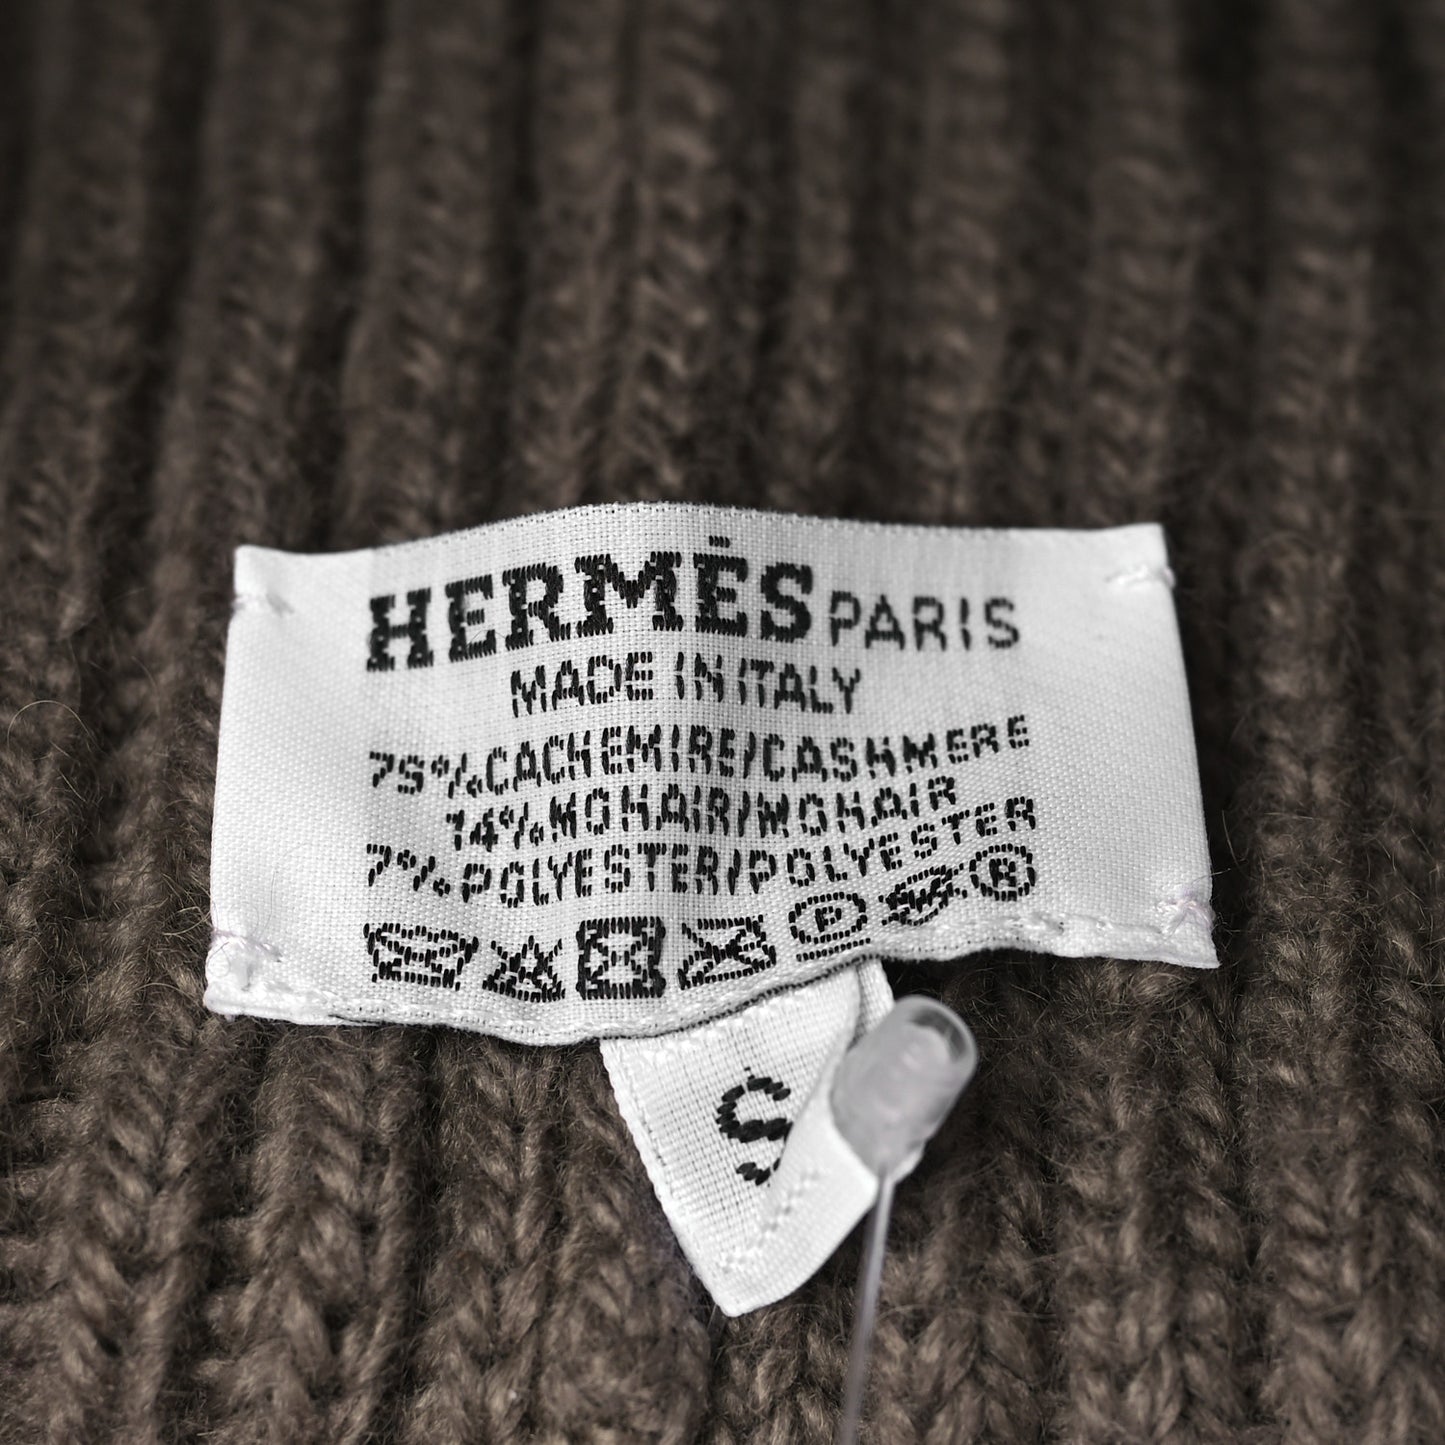 HERMÈS PARIS
MADE IN ITALY
75%CACHEMIRE/CASHMERE
14%MOHAIR/MOHAIR
7%POLYESTER/POLYESTER
P W R
S